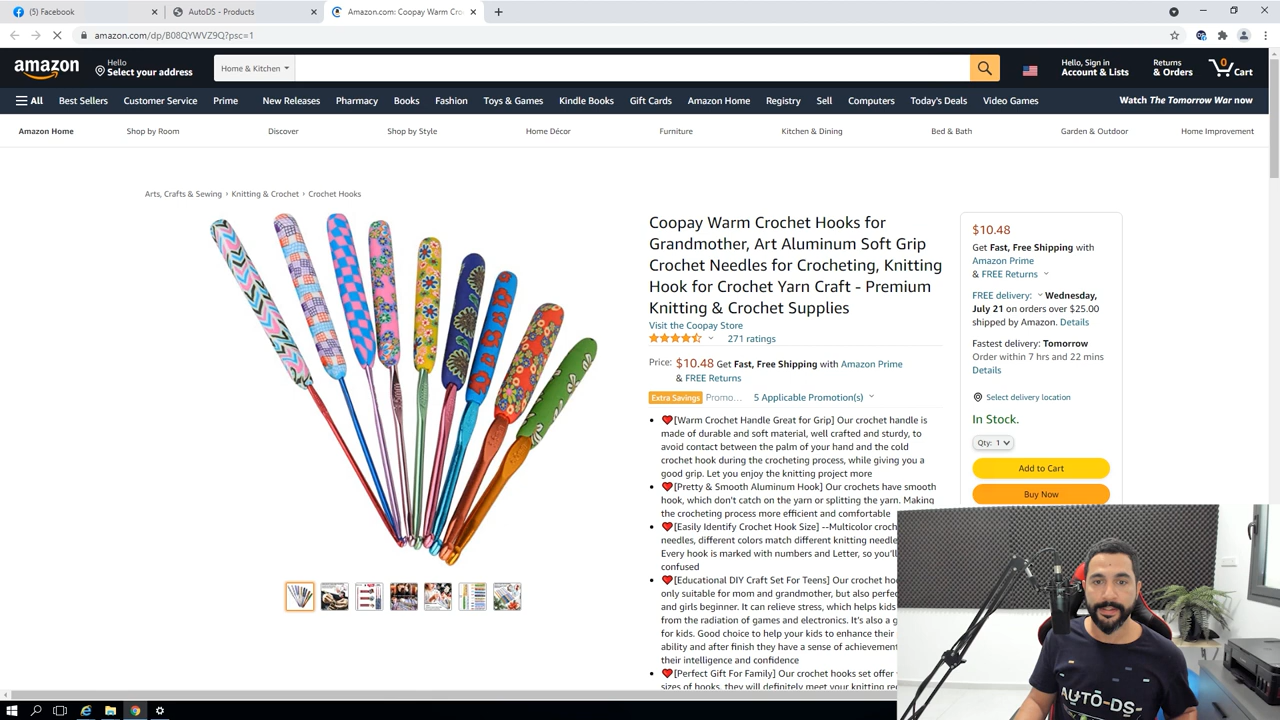 (5) Facebook
AutoDS - Products
Amazon.com: Coopay Warm Cro
amazon.com/dp/B08QYWVZ9Q?psc=1
amazon
Hello
Select your address
Home & Kitchen
Hello, Sign in
Account & Lists
Returns
& Orders
0
Cart
All
Best Sellers
Customer Service
Prime
New Releases
Pharmacy
Books
Fashion
Toys & Games
Kindle Books
Gift Cards
Amazon Home
Registry
Sell
Computers
Today's Deals
Video Games
Watch The Tomorrow War now
Amazon Home
Shop by Room
Discover
Shop by Style
Home Décor
Furniture
Kitchen & Dining
Bed & Bath
Garden & Outdoor
Home Improvement
Arts, Crafts & Sewing › Knitting & Crochet › Crochet Hooks
Coopay Warm Crochet Hooks for
Grandmother, Art Aluminum Soft Grip
Crochet Needles for Crocheting, Knitting
Hook for Crochet Yarn Craft - Premium
Knitting & Crochet Supplies
Visit the Coopay Store
271 ratings
Price: $10.48 Get Fast, Free Shipping with Amazon Prime
& FREE Returns
Extra Savings Promo... 5 Applicable Promotion(s)
[Warm Crochet Handle Great for Grip] Our crochet handle is
made of durable and soft material, well crafted and sturdy, to
avoid contact between the palm of your hand and the cold
crochet hook during the crocheting process, while giving you a
good grip. Let you enjoy the knitting project more
[Pretty & Smooth Aluminum Hook] Our crochets have smooth
hook, which don't catch on the yarn or splitting the yarn. Making
the crocheting process more efficient and comfortable
[Easily Identify Crochet Hook Size] --Multicolor croch
needles, different colors match different knitting needle
Every hook is marked with numbers and Letter, so you'll
confused
[Educational DIY Craft Set For Teens] Our crochet ho
only suitable for mom and grandmother, but also perfe
and girls beginner. It can relieve stress, which helps kids
from the radiation of games and electronics. It's also a g
for kids. Good choice to help your kids to enhance their
ability and after finish they have a sense of achievement
their intelligence and confidence
[Perfect Gift For Family] Our crochet hooks set offer
sizes of hooks, they will definitely meet your knitting re
$10.48
Get Fast, Free Shipping with
Amazon Prime
& FREE Returns
FREE delivery: Wednesday,
July 21 on orders over $25.00
shipped by Amazon. Details
Fastest delivery: Tomorrow
Order within 7 hrs and 22 mins
Details
Select delivery location
In Stock.
Qty: 1
Add to Cart
Buy Now
AUTO-DS